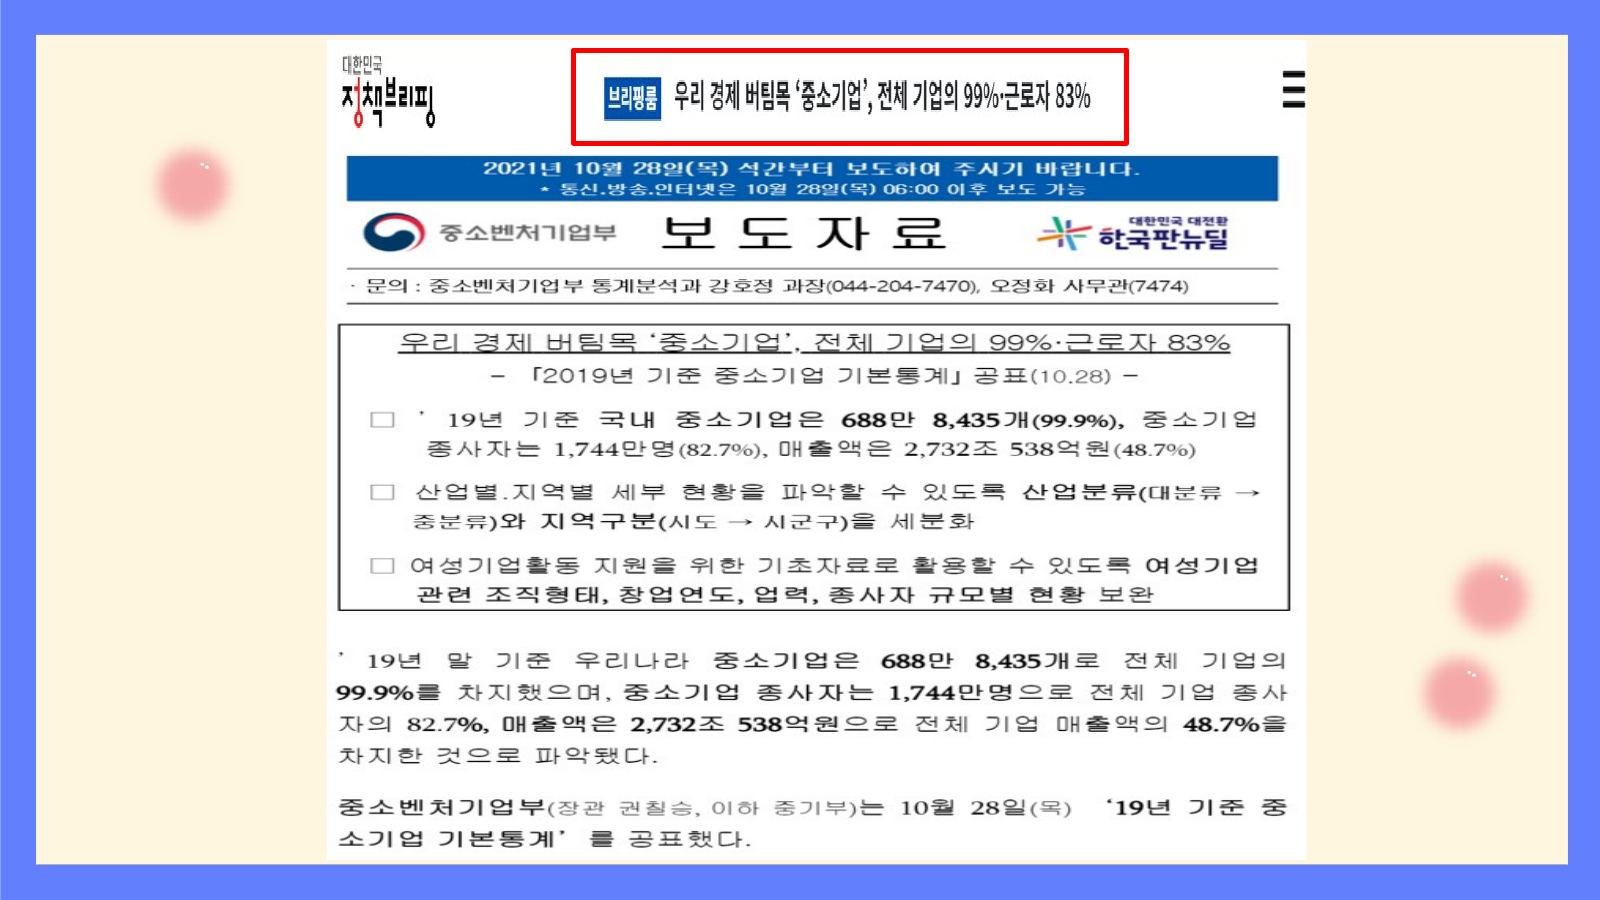 대한민국
정책브리핑
브리핑룸 우리 경제 버팀목 ‘중소기업’, 전체 기업의 99%·근로자 83%
2021년 10월 28일(목) 석간부터 보도하여 주시기 바랍니다.
* 통신.방송.인터넷은 10월 28일(목) 06:00 이후 보도 가능
중소벤처기업부 보 도 자 료 대한민국 대전환
한국판뉴딜
· 문의 : 중소벤처기업부 통계분석과 강호정 과장(044-204-7470), 오정화 사무관(7474)
우리 경제 버팀목 ‘중소기업’, 전체 기업의 99%·근로자 83%
- 「2019년 기준 중소기업 기본통계」 공표(10.28) -
□ ’ 19년 기준 국내 중소기업은 688만 8,435개(99.9%), 중소기업
종사자는 1,744만명(82.7%), 매출액은 2,732조 538억원(48.7%)
□ 산업별.지역별 세부 현황을 파악할 수 있도록 산업분류(대분류 →
중분류)와 지역구분(시도 → 시군구)을 세분화
□ 여성기업활동 지원을 위한 기초자료로 활용할 수 있도록 여성기업
관련 조직형태, 창업연도, 업력, 종사자 규모별 현황 보완
’ 19년 말 기준 우리나라 중소기업은 688만 8,435개로 전체 기업의
99.9%를 차지했으며, 중소기업 종사자는 1,744만명으로 전체 기업 종사
자의 82.7%, 매출액은 2,732조 538억원으로 전체 기업 매출액의 48.7%을
차지한 것으로 파악됐다.
중소벤처기업부(장관 권칠승, 이하 중기부)는 10월 28일(목) ‘19년 기준 중
소기업 기본통계’ 를 공표했다.